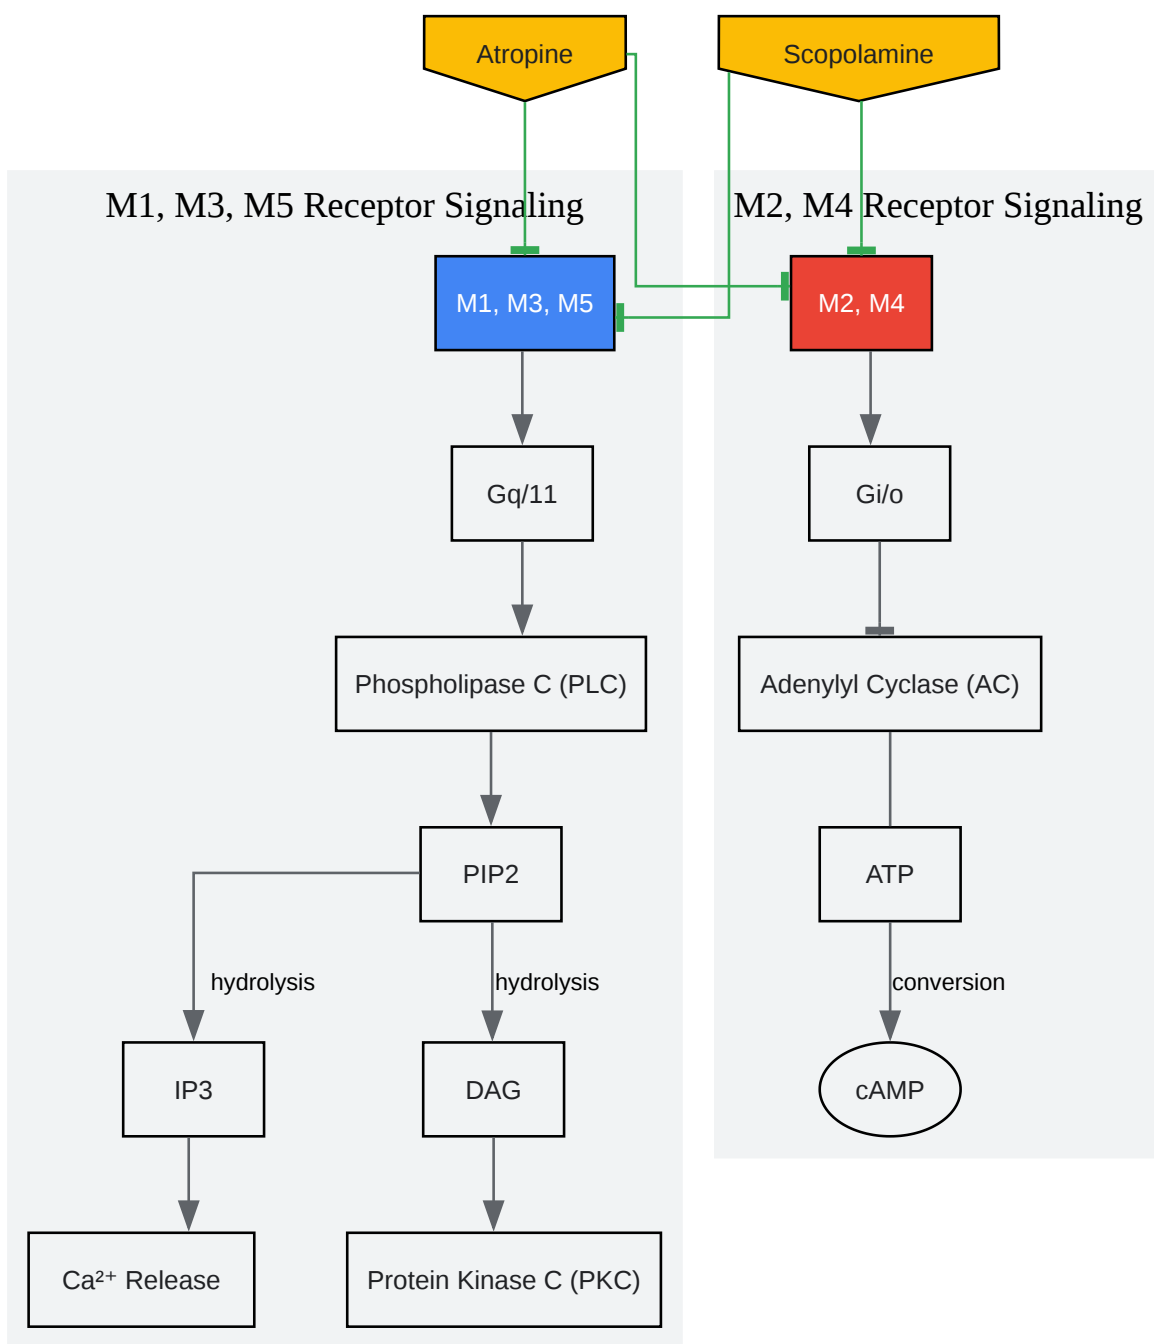 Atropine
Scopolamine
M1, M3, M5 Receptor Signaling
M2, M4 Receptor Signaling
M1, M3, M5
M2, M4
Gq/11
Gi/o
Phospholipase C (PLC)
Adenylyl Cyclase (AC)
PIP2
ATP
hydrolysis
hydrolysis
conversion
IP3
DAG
cAMP
Ca²⁺ Release
Protein Kinase C (PKC)